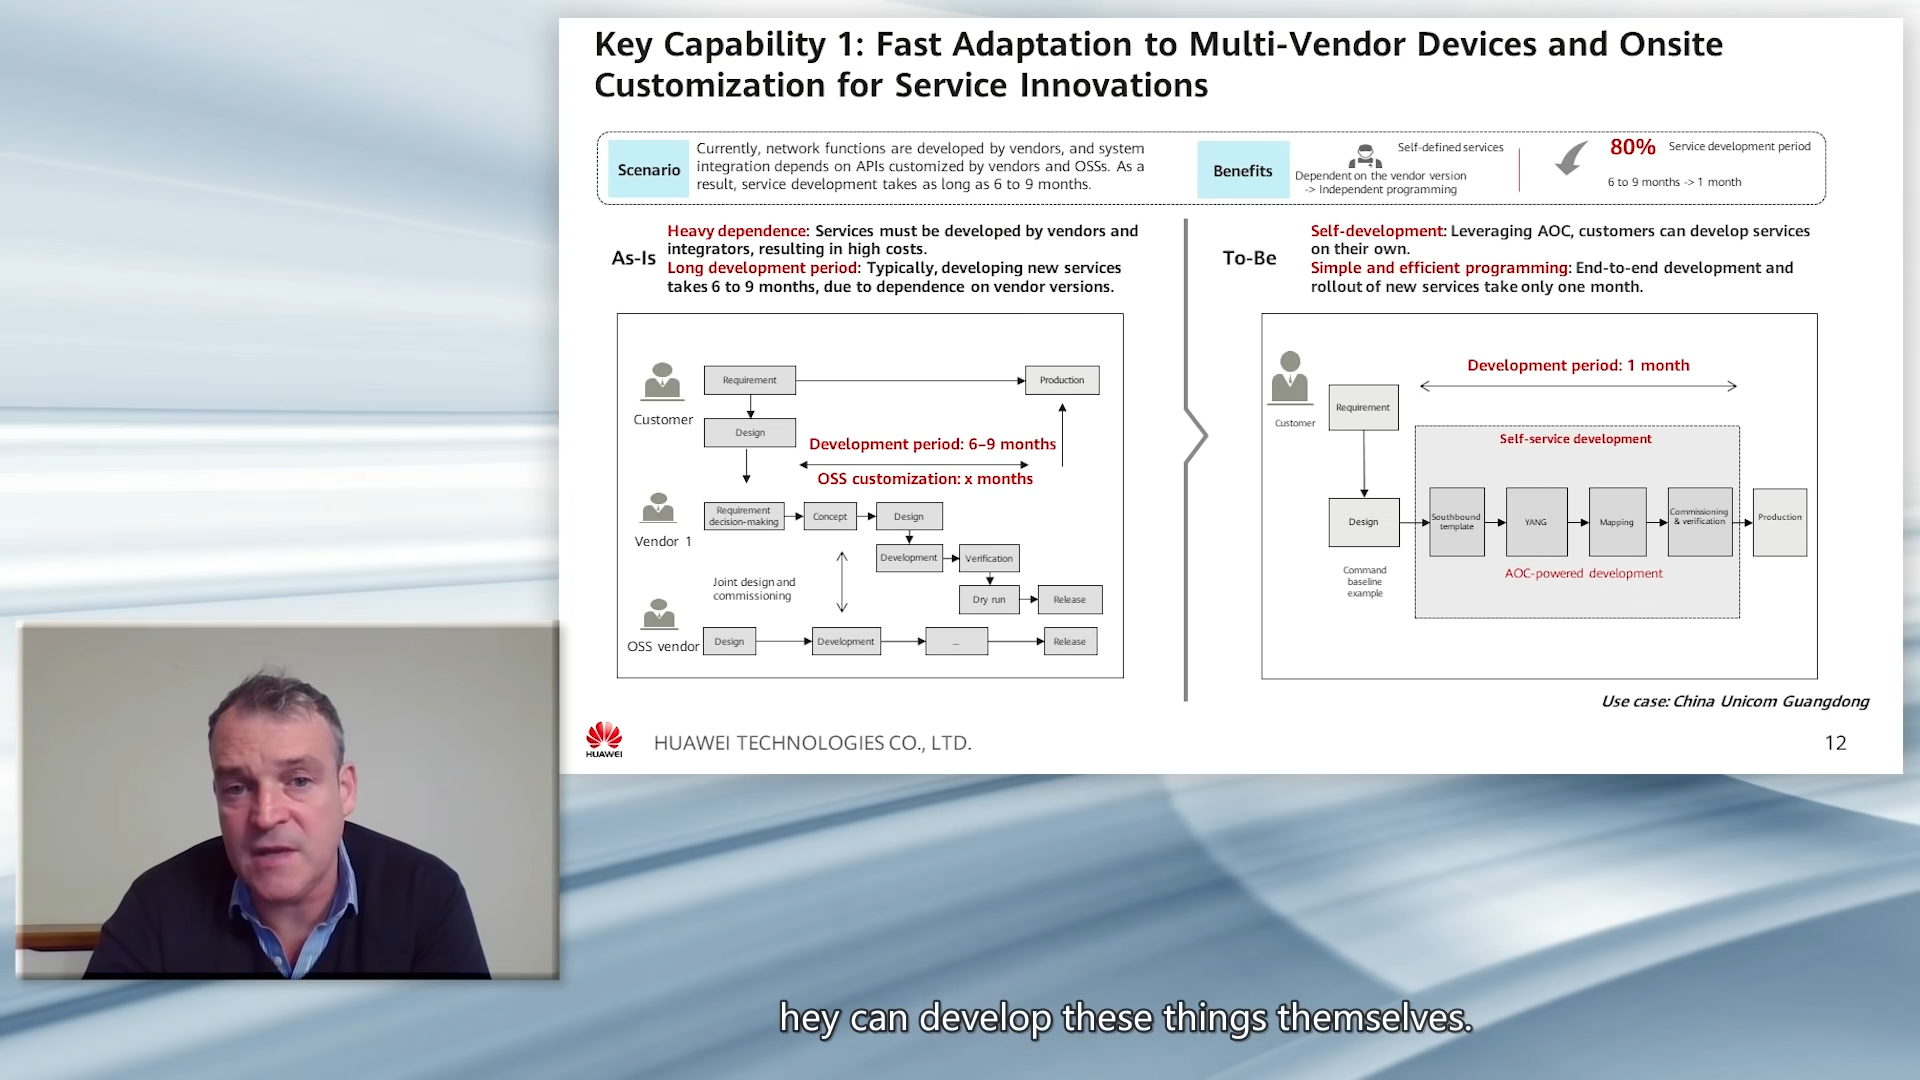 Key Capability 1: Fast Adaptation to Multi-Vendor Devices and Onsite
Customization for Service Innovations
Scenario
Currently, network functions are developed by vendors, and system
integration depends on APIs customized by vendors and OSSs. As a
result, service development takes as long as 6 to 9 months.
Benefits
Self-defined services
Dependent on the vendor version
-> Independent programming
80% Service development period
6 to 9 months -> 1 month
As-Is
Heavy dependence: Services must be developed by vendors and
integrators, resulting in high costs.
Long development period: Typically, developing new services
takes 6 to 9 months, due to dependence on vendor versions.
To-Be
Self-development: Leveraging AOC, customers can develop services
on their own.
Simple and efficient programming: End-to-end development and
rollout of new services take only one month.
Customer
Requirement
Production
Design
Development period: 6–9 months
OSS customization: x months
Vendor 1
Requirement
decision-making
Concept
Design
Development
Verification
Dry run
Release
Joint design and
commissioning
OSS vendor
Design
Development
...
Release
Customer
Development period: 1 month
Requirement
Self-service development
Design
Southbound
template
YANG
Mapping
Commissioning
& verification
Production
Command
baseline
example
AOC-powered development
Use case: China Unicom Guangdong
HUAWEI
HUAWEI TECHNOLOGIES CO., LTD.
12
hey can develop these things themselves.